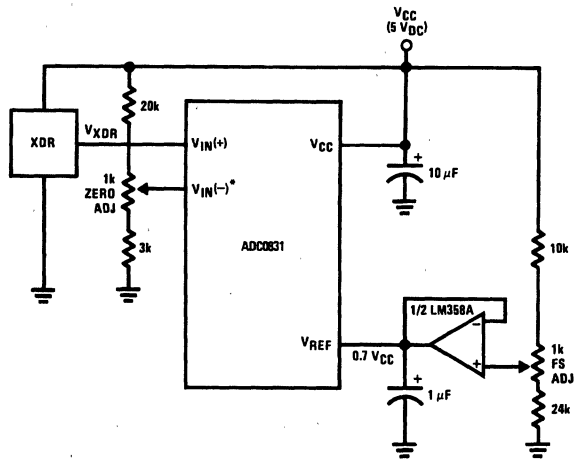 VCC
(5 VDC)
20k
XDR
VXDR
VIN(+)
VCC
1k
ZERO
ADJ
VIN(–)*
10 µF
3k
ADC0831
10k
1/2 LM358A
–
VREF
0.7 VCC
+
1k
FS
ADJ
+
1 µF
24k
+